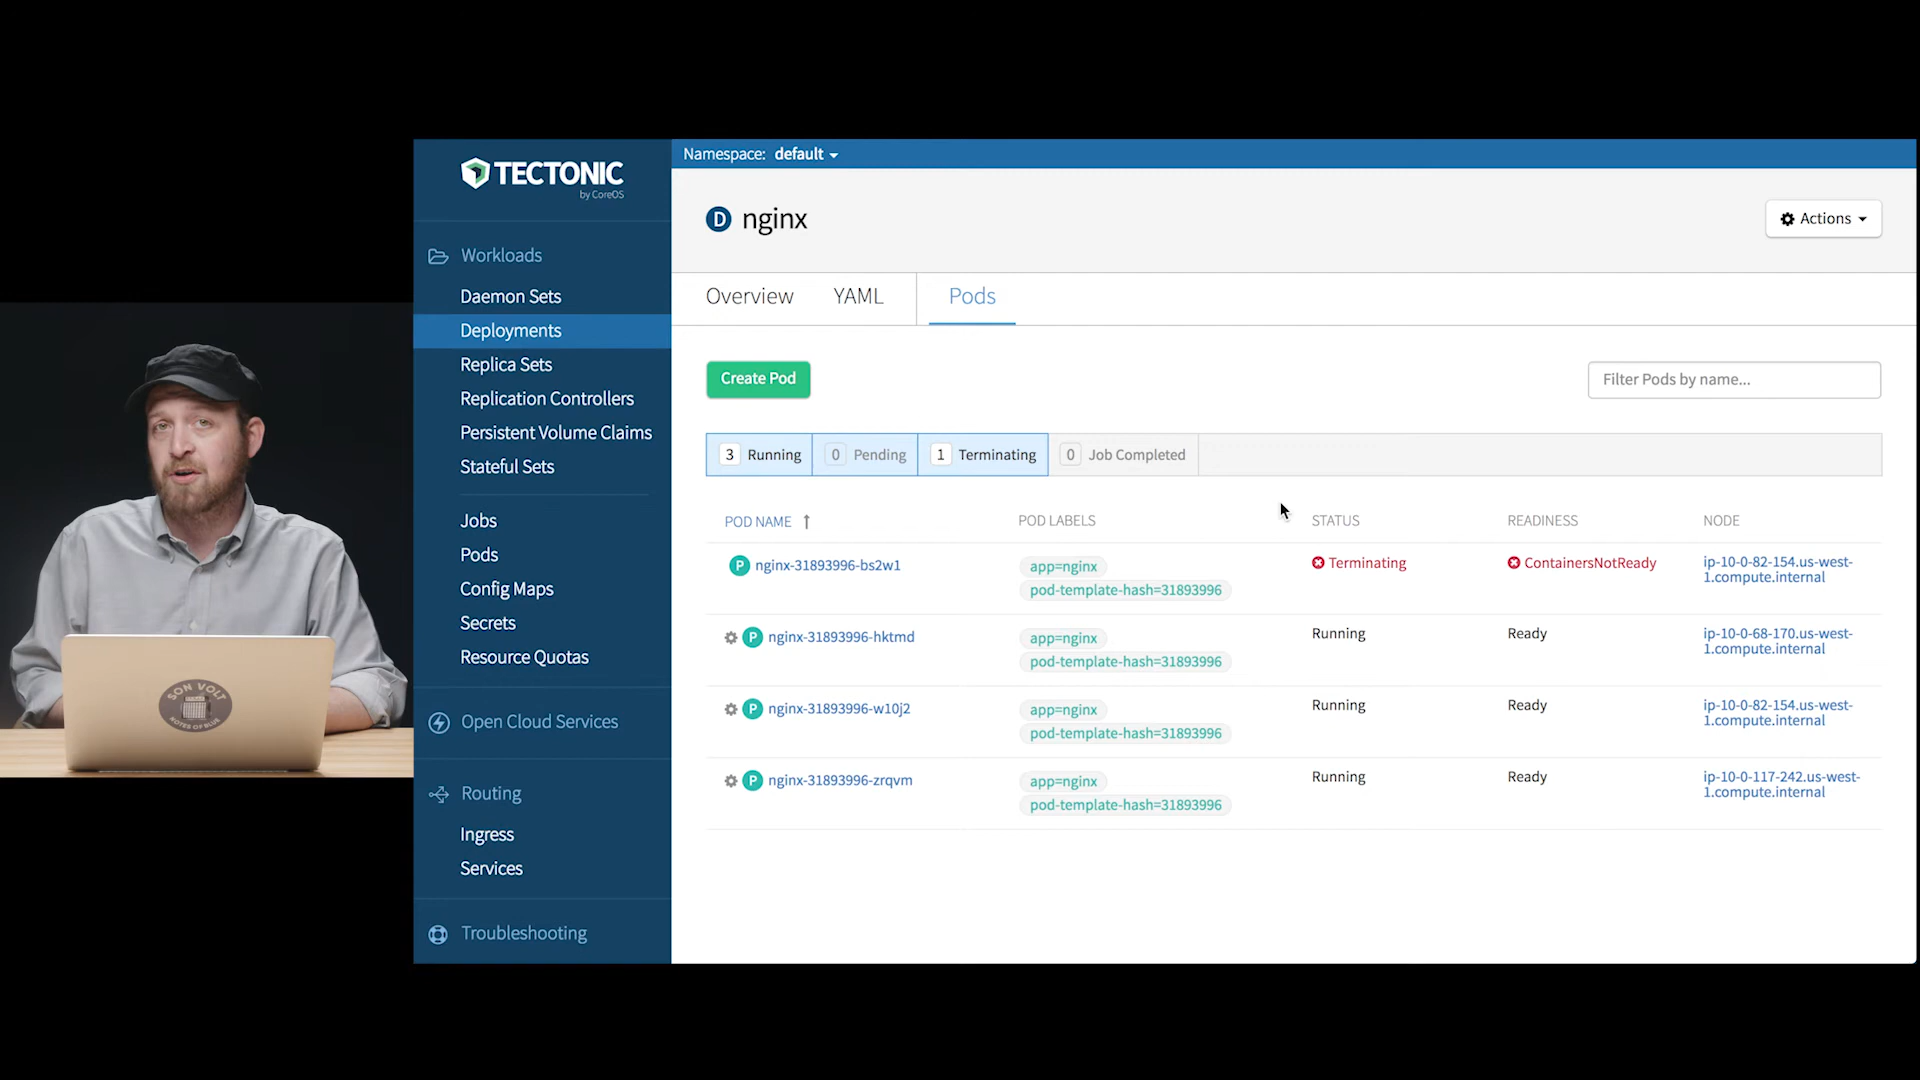 TECTONIC
by CoreOS
Workloads
Daemon Sets
Deployments
Replica Sets
Replication Controllers
Persistent Volume Claims
Stateful Sets
Jobs
Pods
Config Maps
Secrets
Resource Quotas
Open Cloud Services
Routing
Ingress
Services
Troubleshooting
Namespace: default
D nginx
Actions
Overview YAML Pods
Create Pod
Filter Pods by name...
3 Running 0 Pending 1 Terminating 0 Job Completed
POD NAME POD LABELS STATUS READINESS NODE
P nginx-31893996-bs2w1 app=nginx Terminating ContainersNotReady ip-10-0-82-154.us-west-
pod-template-hash=31893996 1.compute.internal
P nginx-31893996-hktmd app=nginx Running Ready ip-10-0-68-170.us-west-
pod-template-hash=31893996 1.compute.internal
P nginx-31893996-w10j2 app=nginx Running Ready ip-10-0-82-154.us-west-
pod-template-hash=31893996 1.compute.internal
P nginx-31893996-zrqvm app=nginx Running Ready ip-10-0-117-242.us-west-
pod-template-hash=31893996 1.compute.internal
SON VOLT
NOTES OF BLUE